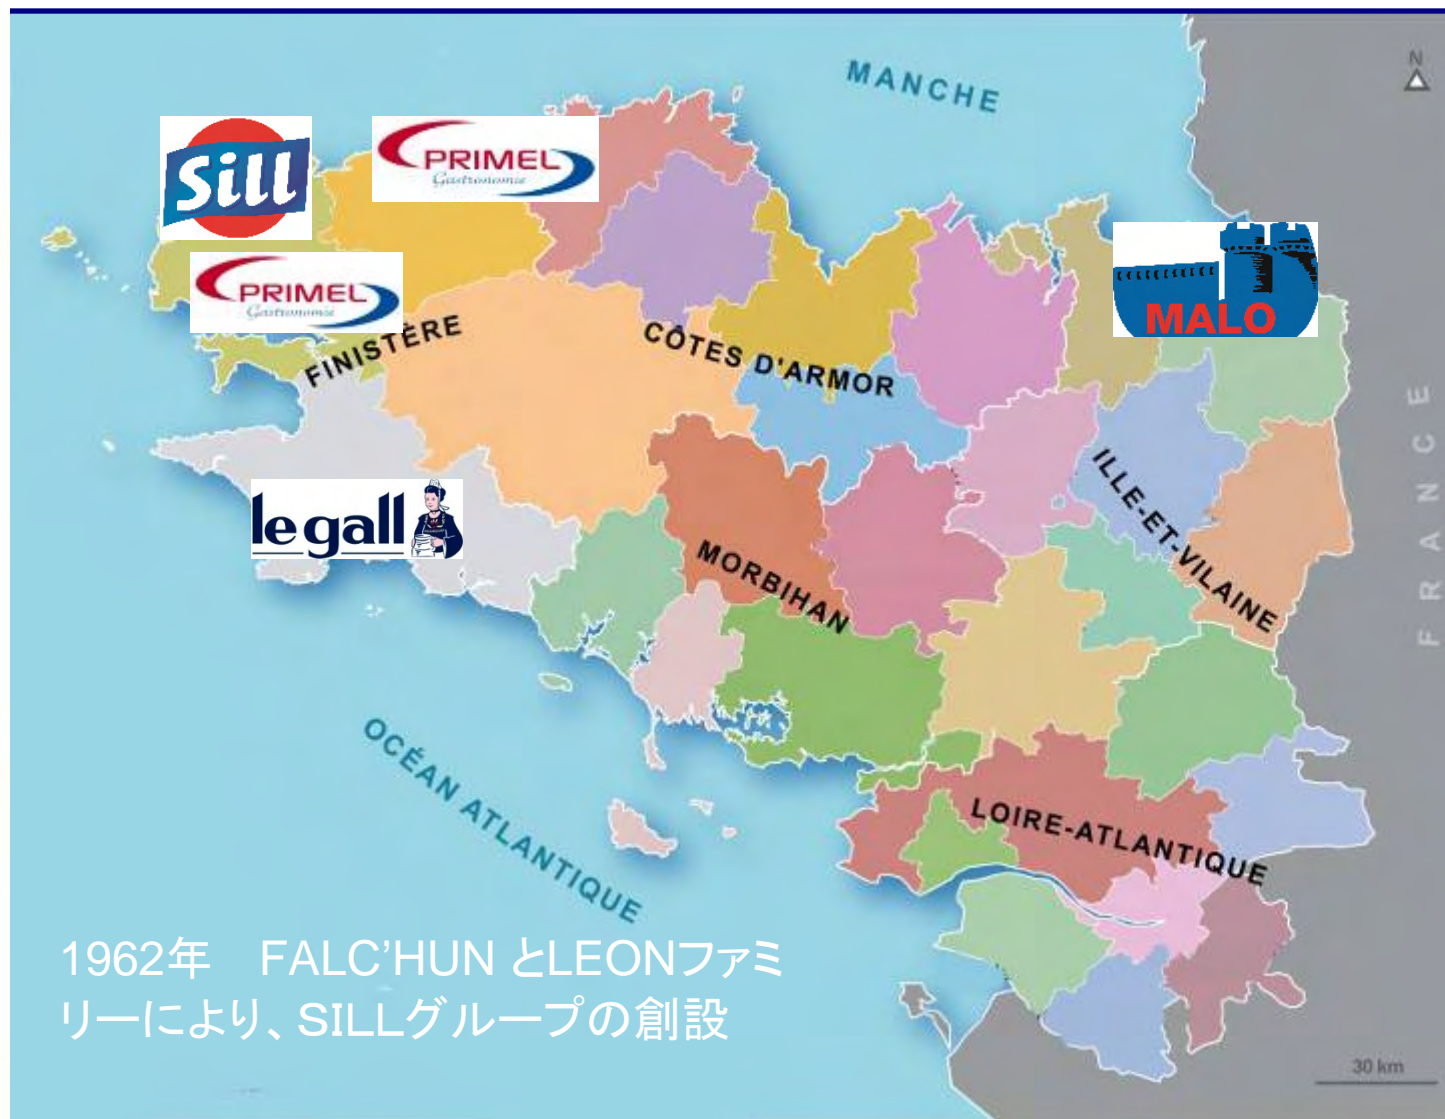 MANCHE
N
Sill
PRIMEL
Gastronomie
MALO
PRIMEL
Gastronomie
FINISTÈRE
CÔTES D'ARMOR
FRANCE
ILLE-ET-VILAINE
le gall
MORBIHAN
OCÉAN ATLANTIQUE
LOIRE-ATLANTIQUE
1962年　FALC'HUN とLEONファミ
リーにより、SILLグループの創設
30 km